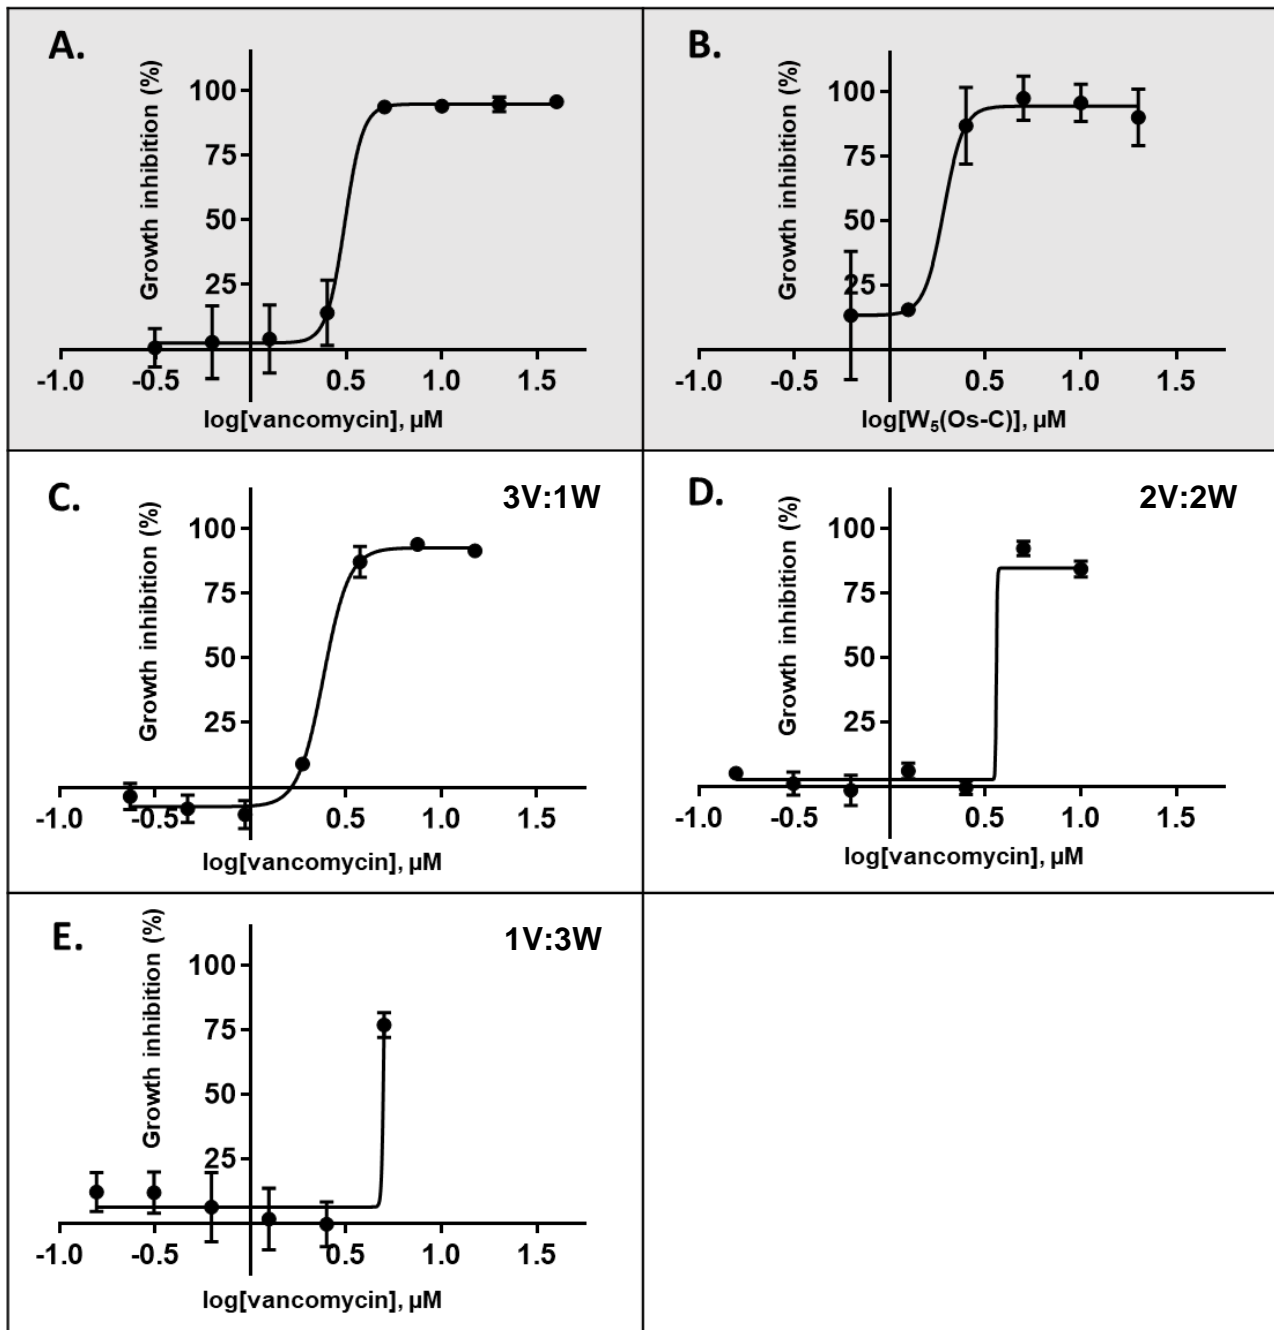 A.
Growth inhibition (%)
100
75
50
25
-1.0 -0.5 0.5 1.0 1.5
log[vancomycin], µM
B.
Growth inhibition (%)
100
75
50
25
-1.0 -0.5 0.5 1.0 1.5
log[W₅(Os-C)], µM
C.
3V:1W
Growth inhibition (%)
100
75
50
25
-1.0 -0.5 0.5 1.0 1.5
log[vancomycin], µM
D.
2V:2W
Growth inhibition (%)
100
75
50
25
-1.0 -0.5 0.5 1.0 1.5
log[vancomycin], µM
E.
1V:3W
Growth inhibition (%)
100
75
50
25
-1.0 -0.5 0.5 1.0 1.5
log[vancomycin], µM